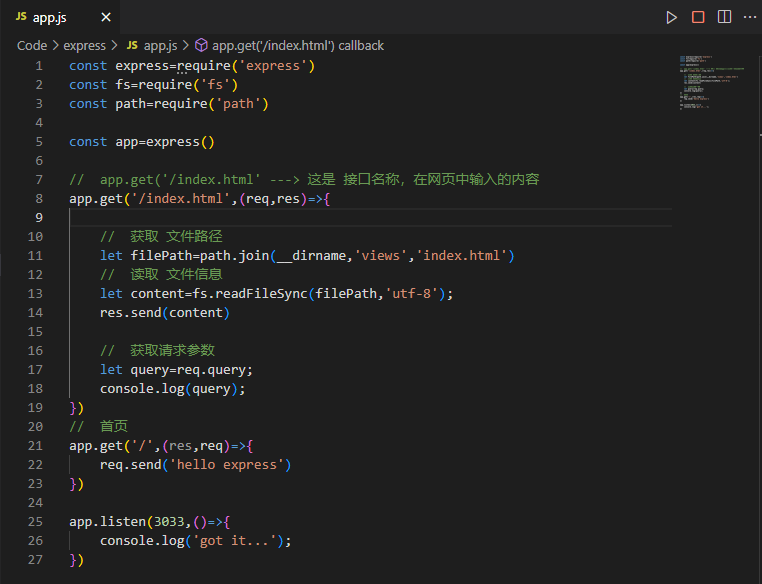 JS app.js
Code > express > JS app.js > app.get('/index.html') callback
1 const express=require('express')
2 const fs=require('fs')
3 const path=require('path')
4
5 const app=express()
6
7 //  app.get('/index.html' ---> 这是 接口名称，在网页中输入的内容
8 app.get('/index.html',(req,res)=>{
9
10     //  获取 文件路径
11     let filePath=path.join(__dirname,'views','index.html')
12     //  读取 文件信息
13     let content=fs.readFileSync(filePath,'utf-8');
14     res.send(content)
15
16     //  获取请求参数
17     let query=req.query;
18     console.log(query);
19 })
20 //  首页
21 app.get('/',(res,req)=>{
22     req.send('hello express')
23 })
24
25 app.listen(3033,()=>{
26     console.log('got it...');
27 })